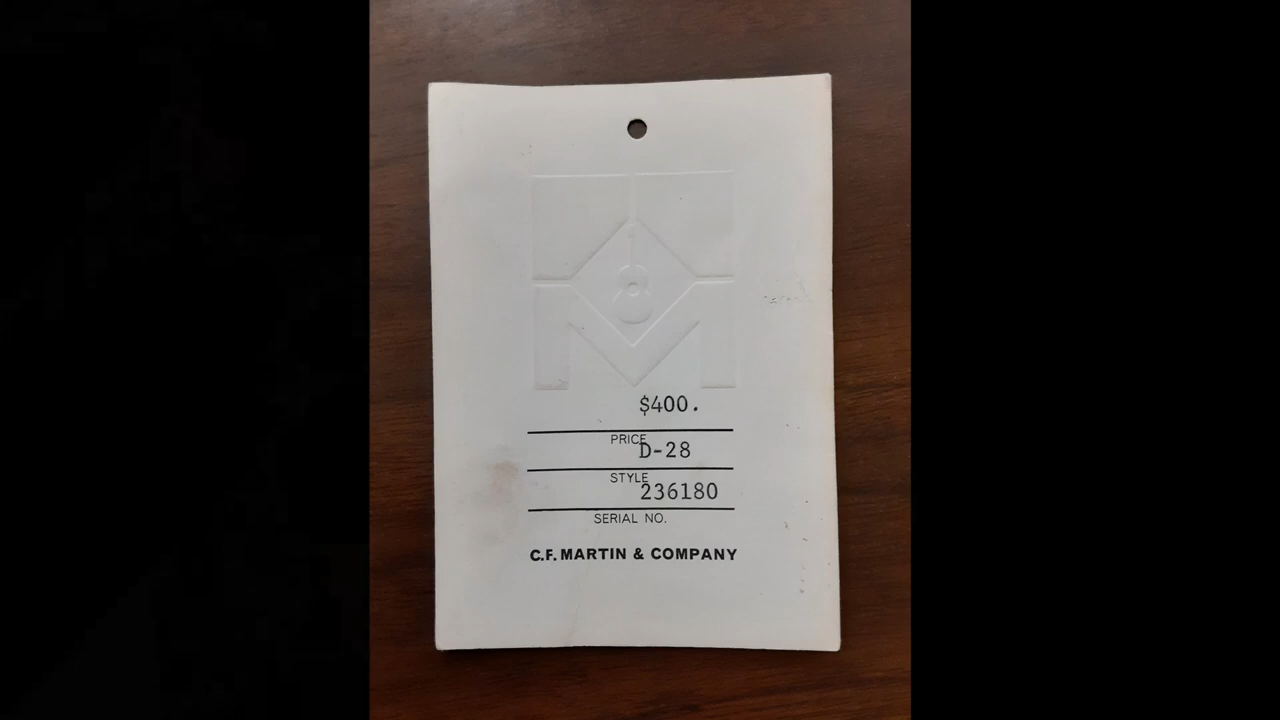 $400.
PRICE
D-28
STYLE
236180
SERIAL NO.
C.F. MARTIN & COMPANY